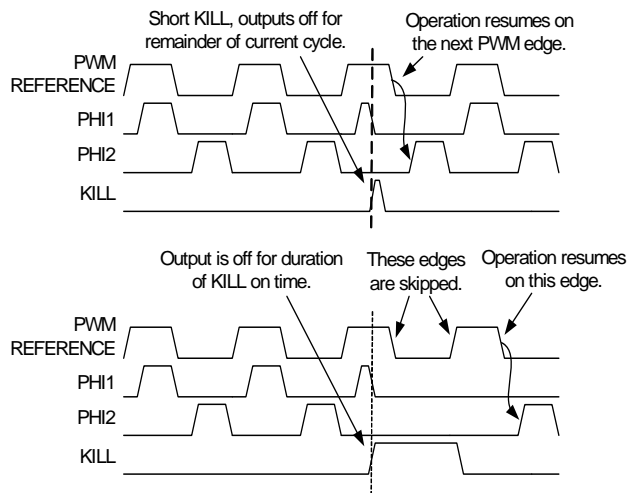 Short KILL, outputs off for
remainder of current cycle.
Operation resumes on
the next PWM edge.
PWM
REFERENCE
PHI1
PHI2
KILL
Output is off for duration
of KILL on time.
These edges
are skipped.
Operation resumes
on this edge.
PWM
REFERENCE
PHI1
PHI2
KILL